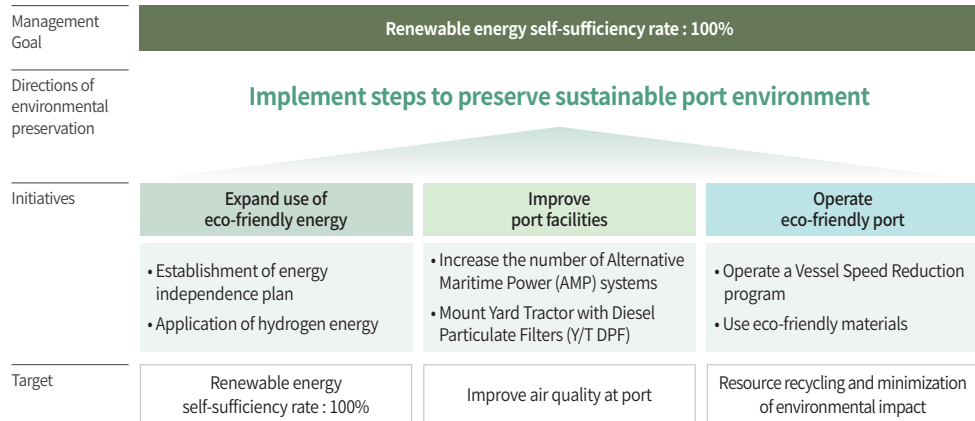 Management
Goal
Renewable energy self-sufficiency rate : 100%
Directions of
environmental
preservation
Implement steps to preserve sustainable port environment
Initiatives
Expand use of
eco-friendly energy
• Establishment of energy
independence plan
• Application of hydrogen energy
Improve
port facilities
• Increase the number of Alternative
Maritime Power (AMP) systems
• Mount Yard Tractor with Diesel
Particulate Filters (Y/T DPF)
Operate
eco-friendly port
• Operate a Vessel Speed Reduction
program
• Use eco-friendly materials
Target
Renewable energy
self-sufficiency rate : 100%
Improve air quality at port
Resource recycling and minimization
of environmental impact